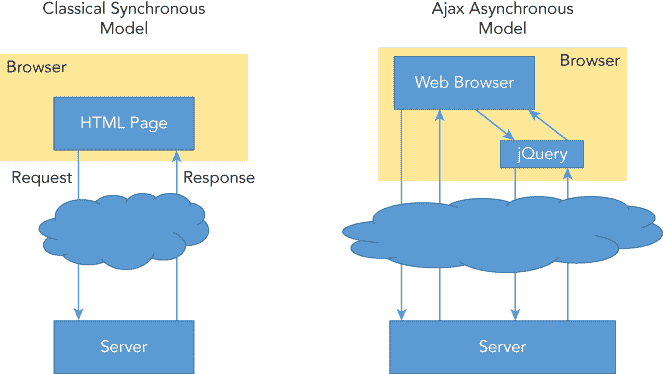 Classical Synchronous
Model
Browser
HTML Page
Request
Response
Server
Ajax Asynchronous
Model
Browser
Web Browser
jQuery
Server